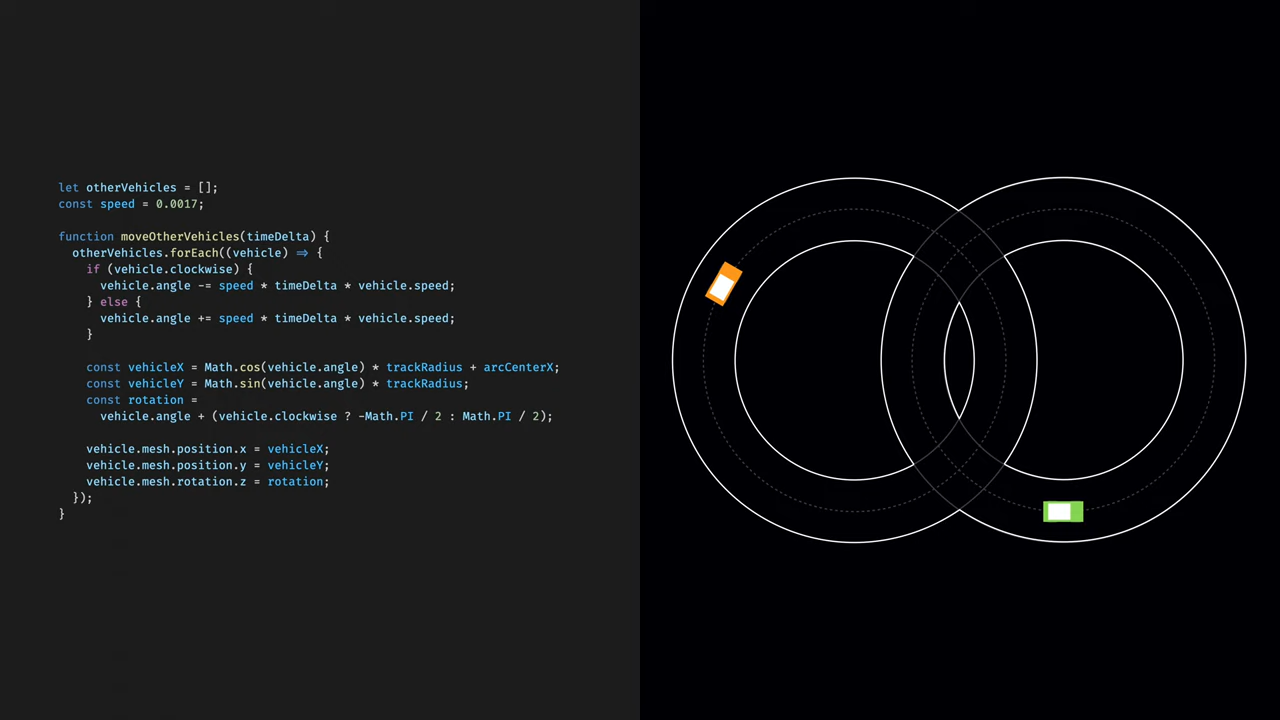 let otherVehicles = [];
const speed = 0.0017;
function moveOtherVehicles(timeDelta) {
otherVehicles.forEach((vehicle) => {
if (vehicle.clockwise) {
vehicle.angle -= speed * timeDelta * vehicle.speed;
} else {
vehicle.angle += speed * timeDelta * vehicle.speed;
}
const vehicleX = Math.cos(vehicle.angle) * trackRadius + arcCenterX;
const vehicleY = Math.sin(vehicle.angle) * trackRadius;
const rotation =
vehicle.angle + (vehicle.clockwise ? -Math.PI / 2 : Math.PI / 2);
vehicle.mesh.position.x = vehicleX;
vehicle.mesh.position.y = vehicleY;
vehicle.mesh.rotation.z = rotation;
});
}